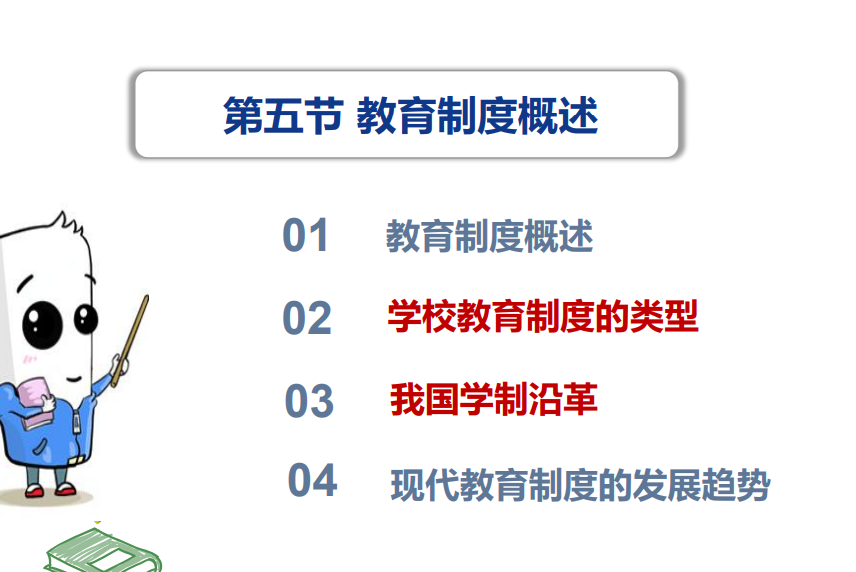 第五节 教育制度概述
01 教育制度概述
02 学校教育制度的类型
03 我国学制沿革
04 现代教育制度的发展趋势